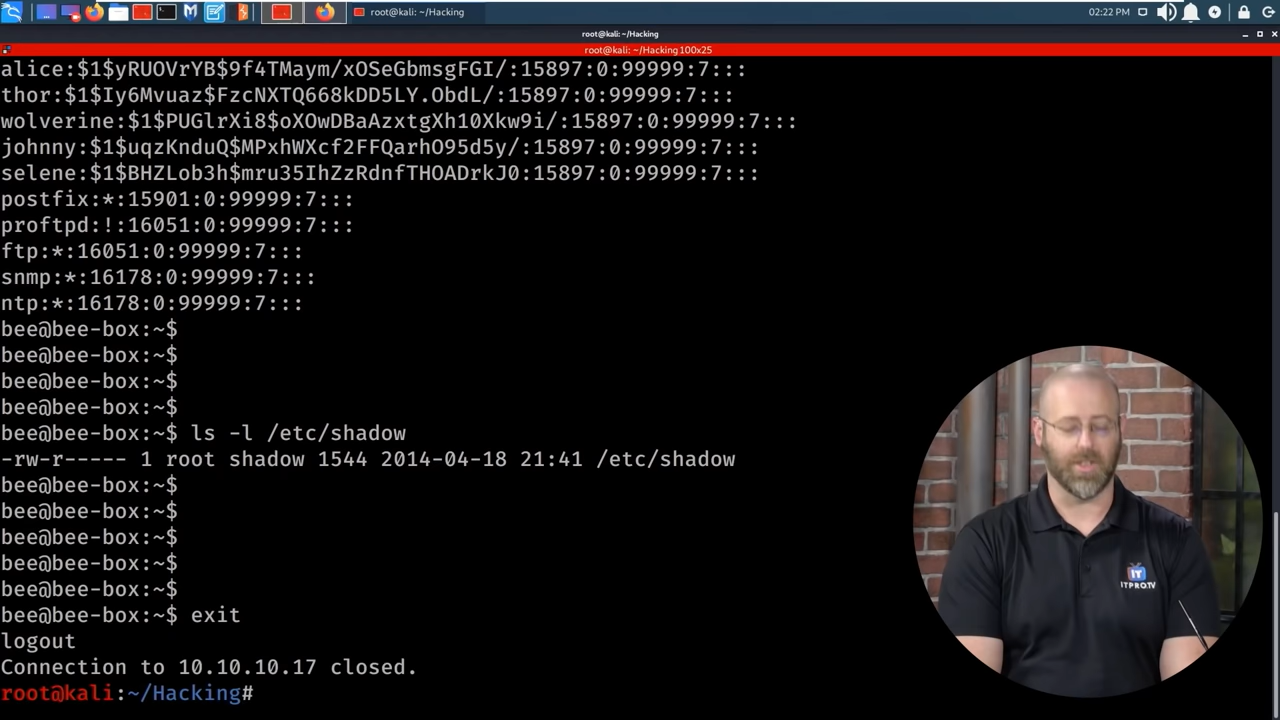 root@kali: ~/Hacking
02:22 PM
root@kali: ~/Hacking
root@kali: ~/Hacking 100x25
alice:$1$yRUOVrYB$9f4TMaym/xOSeGbmsgFGI/:15897:0:99999:7:::
thor:$1$Iy6Mvuaz$FzcNXTQ668kDD5LY.ObdL/:15897:0:99999:7:::
wolverine:$1$PUGlrXi8$oXOwDBaAzxtgXh10Xkw9i/:15897:0:99999:7:::
johnny:$1$uqzKnduQ$MPxhWXcf2FFQarhO95d5y/:15897:0:99999:7:::
selene:$1$BHZLob3h$mru35IhZzRdnfTHOADrkJ0:15897:0:99999:7:::
postfix:*:15901:0:99999:7:::
proftpd:!:16051:0:99999:7:::
ftp:*:16051:0:99999:7:::
snmp:*:16178:0:99999:7:::
ntp:*:16178:0:99999:7:::
bee@bee-box:~$
bee@bee-box:~$
bee@bee-box:~$
bee@bee-box:~$
bee@bee-box:~$ ls -l /etc/shadow
-rw-r----- 1 root shadow 1544 2014-04-18 21:41 /etc/shadow
bee@bee-box:~$
bee@bee-box:~$
bee@bee-box:~$
bee@bee-box:~$
bee@bee-box:~$
bee@bee-box:~$ exit
logout
Connection to 10.10.10.17 closed.
root@kali:~/Hacking#
IT
ITPRO.TV